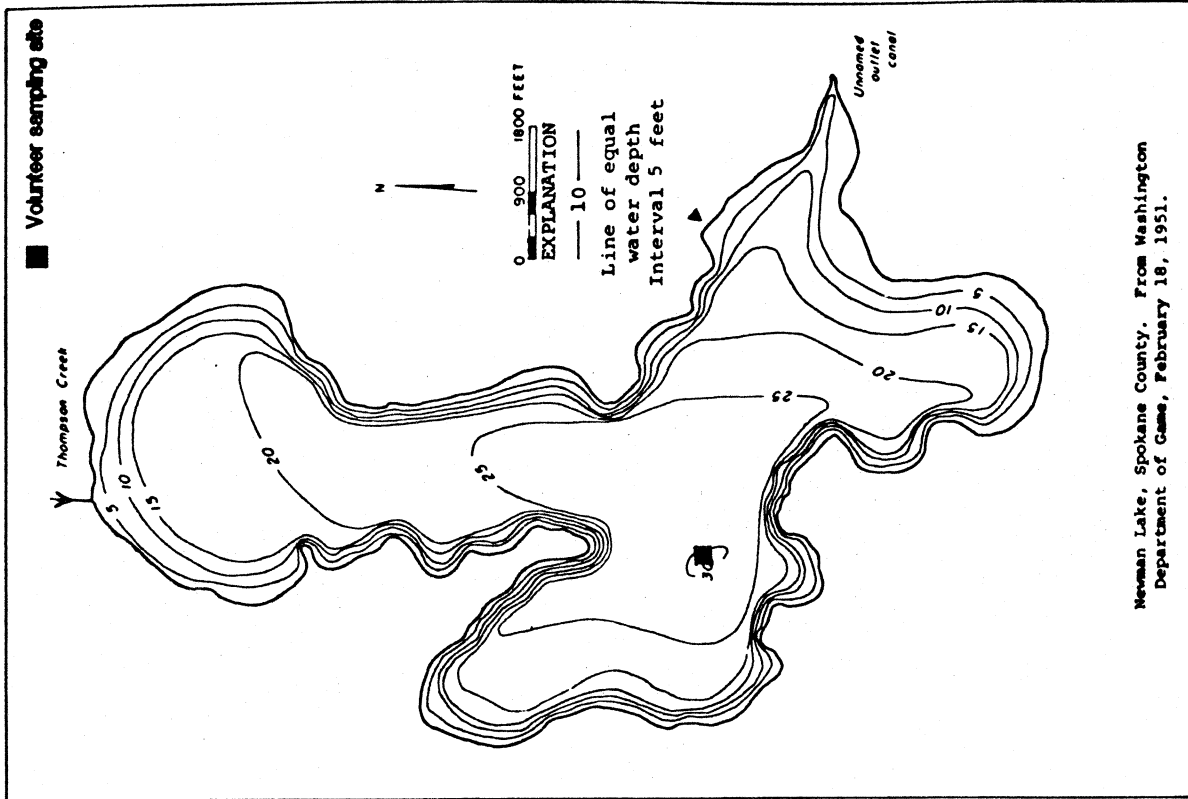 Volunteer sampling site
Thompson Creek
N
0 900 1800 FEET
EXPLANATION
10
Line of equal
water depth
Interval 5 feet
Unnamed
outlet
canal
5
10
15
20
25
25
20
15
10
5
30
Newman Lake, Spokane County. From Washington
Department of Game, February 18, 1951.